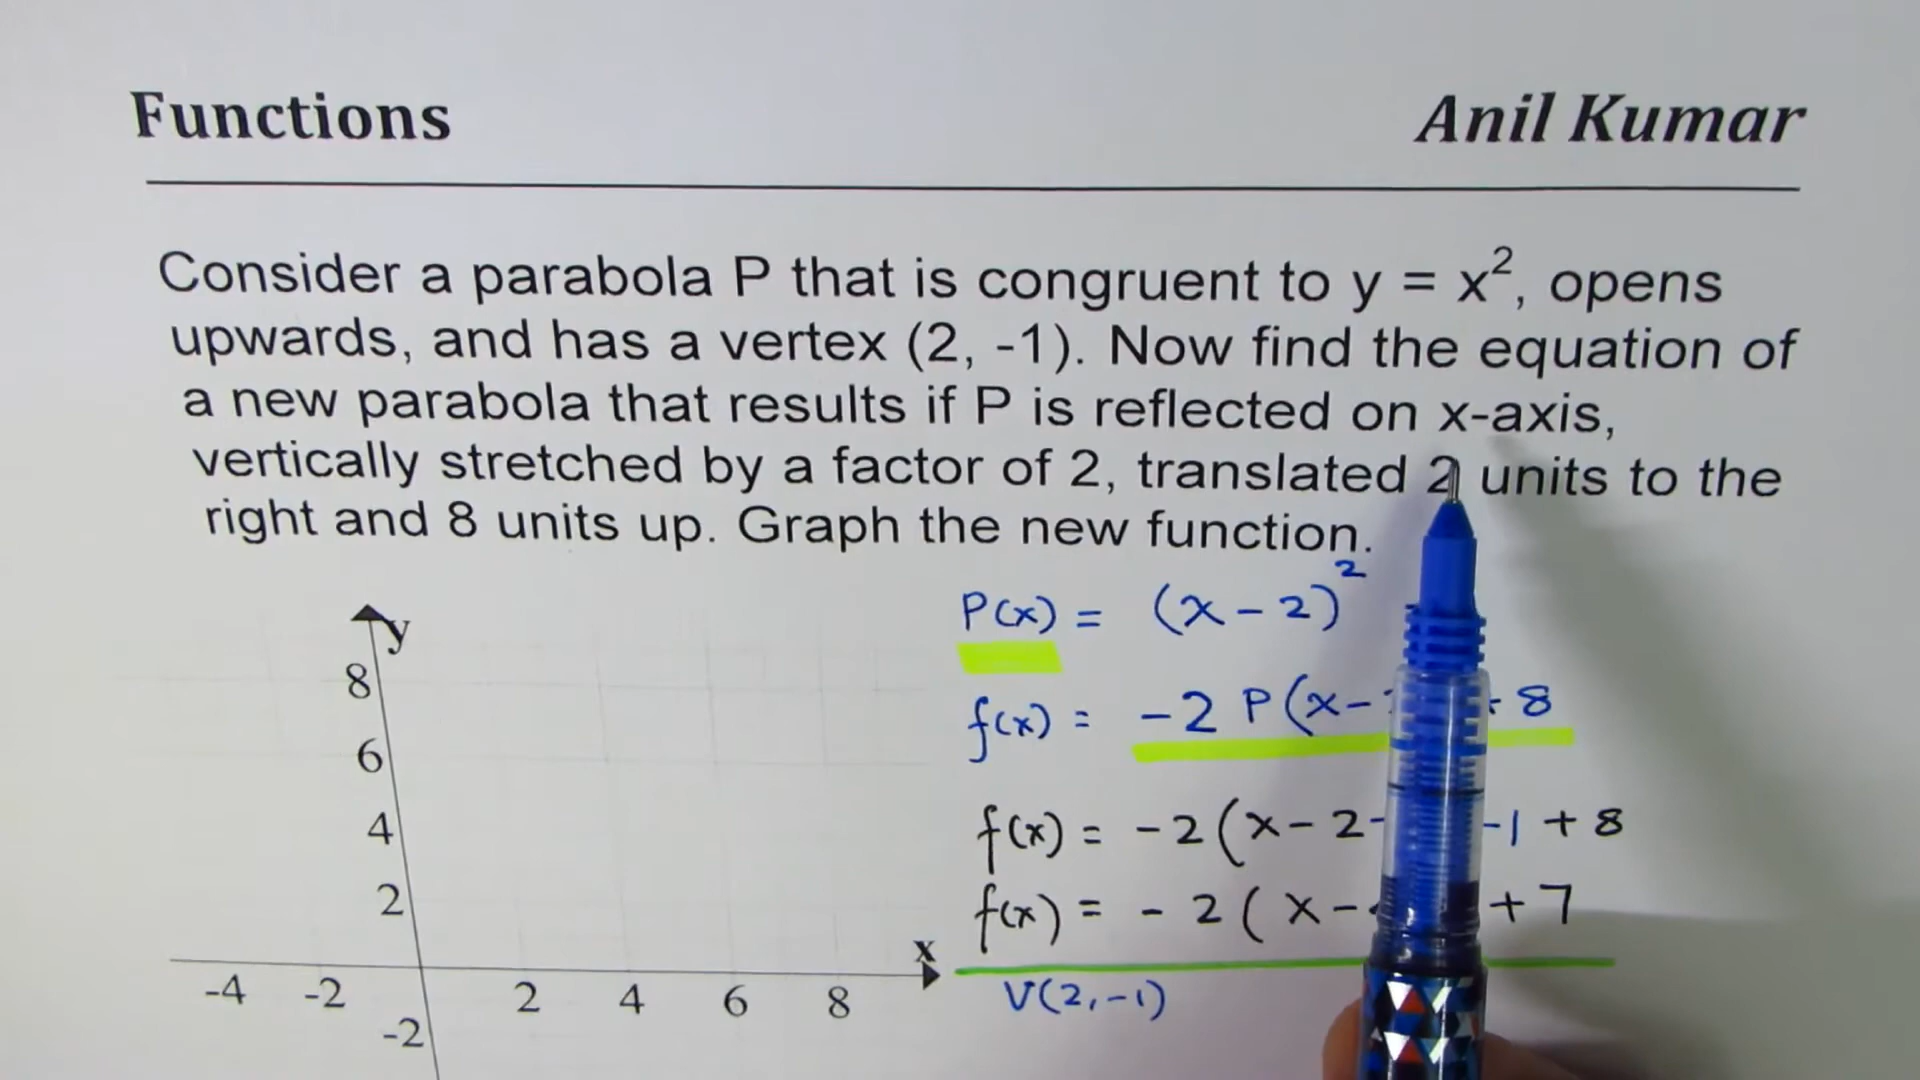 Functions
Anil Kumar
Consider a parabola P that is congruent to y = x², opens
upwards, and has a vertex (2, -1). Now find the equation of
a new parabola that results if P is reflected on x-axis,
vertically stretched by a factor of 2, translated 2 units to the
right and 8 units up. Graph the new function.
P(x) = (x-2)²
f(x) = -2 P(x- + 8
f(x) = -2(x-2- -1 + 8
f(x) = -2(x- + 7
V(2,-1)
y
8
6
4
2
x
-4 -2 2 4 6 8
-2